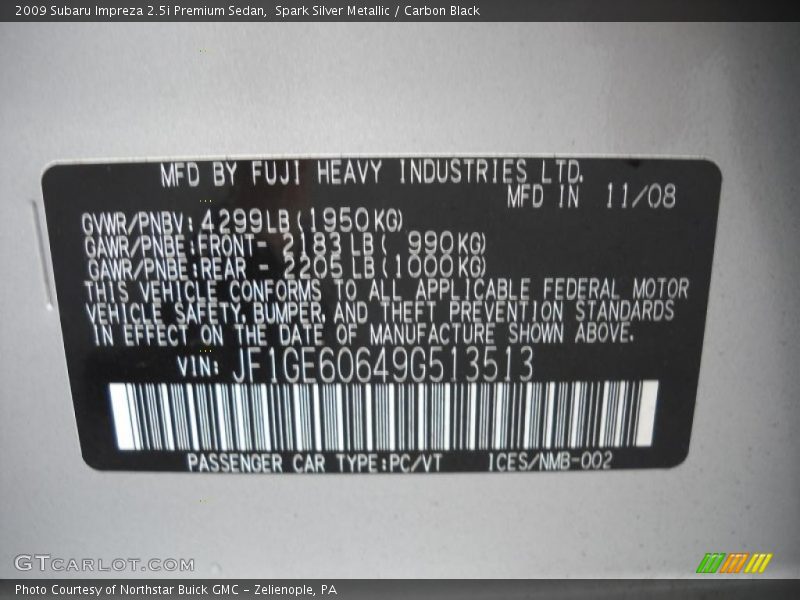 2009 Subaru Impreza 2.5i Premium Sedan,  Spark Silver Metallic / Carbon Black
MFD BY FUJI HEAVY INDUSTRIES LTD.
MFD IN 11/08
GVWR/PNBV: 4299LB (1950KG)
GAWR/PNBE:FRONT- 2183 LB ( 990KG)
GAWR/PNBE:REAR - 2205 LB (1000KG)
THIS VEHICLE CONFORMS TO ALL APPLICABLE FEDERAL MOTOR
VEHICLE SAFETY, BUMPER, AND THEFT PREVENTION STANDARDS
IN EFFECT ON THE DATE OF MANUFACTURE SHOWN ABOVE.
VIN: JF1GE60649G513513
PASSENGER CAR TYPE:PC/VT ICES/NMB-002
GTCARLOT.COM
Photo Courtesy of Northstar Buick GMC - Zelienople, PA